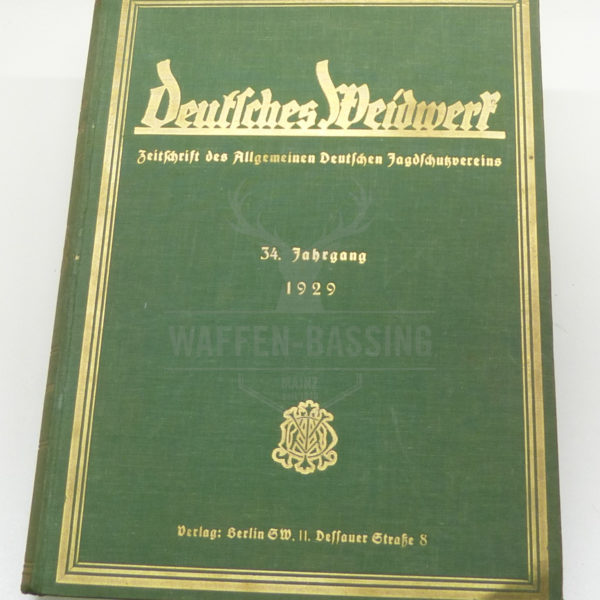 Deutsches Weidwerk
Zeitschrift des Allgemeinen Deutschen Jagdschutzvereins
34. Jahrgang
1929
WAFFEN-BASSING
MAINZ
Verlag: Berlin SW. 11. Dessauer Straße 8